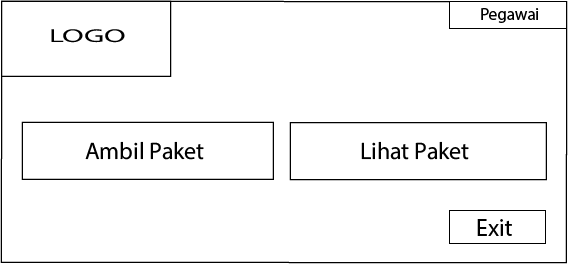 LOGO
Pegawai
Ambil Paket
Lihat Paket
Exit